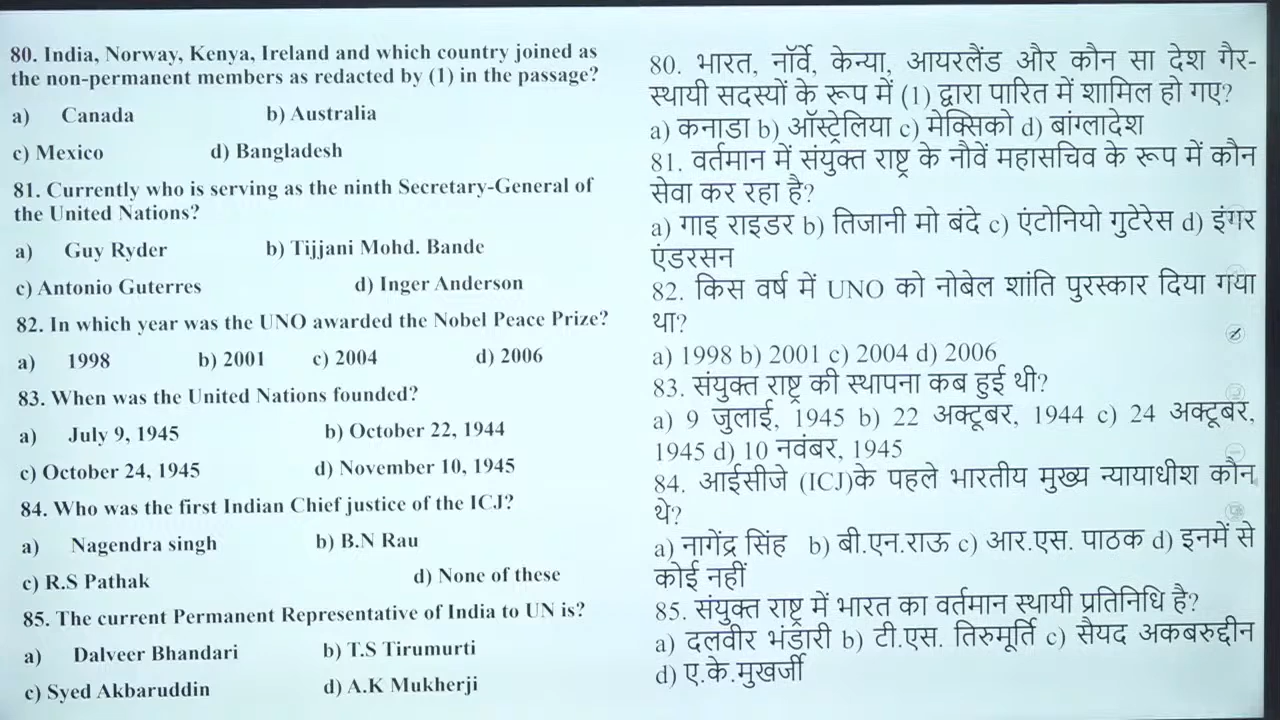 80. India, Norway, Kenya, Ireland and which country joined as
the non-permanent members as redacted by (1) in the passage?
a) Canada b) Australia
c) Mexico d) Bangladesh
81. Currently who is serving as the ninth Secretary-General of
the United Nations?
a) Guy Ryder b) Tijjani Mohd. Bande
c) Antonio Guterres d) Inger Anderson
82. In which year was the UNO awarded the Nobel Peace Prize?
a) 1998 b) 2001 c) 2004 d) 2006
83. When was the United Nations founded?
a) July 9, 1945 b) October 22, 1944
c) October 24, 1945 d) November 10, 1945
84. Who was the first Indian Chief justice of the ICJ?
a) Nagendra singh b) B.N Rau
c) R.S Pathak d) None of these
85. The current Permanent Representative of India to UN is?
a) Dalveer Bhandari b) T.S Tirumurti
c) Syed Akbaruddin d) A.K Mukherji
80. भारत, नॉर्वे, केन्या, आयरलैंड और कौन सा देश गैर-
स्थायी सदस्यों के रूप में (1) द्वारा पारित में शामिल हो गए?
a) कनाडा b) ऑस्ट्रेलिया c) मेक्सिको d) बांग्लादेश
81. वर्तमान में संयुक्त राष्ट्र के नौवें महासचिव के रूप में कौन
सेवा कर रहा है?
a) गाइ राइडर b) तिजानी मो बंदे c) एंटोनियो गुटेरेस d) इंगर
एंडरसन
82. किस वर्ष में UNO को नोबेल शांति पुरस्कार दिया गया
था?
a) 1998 b) 2001 c) 2004 d) 2006
83. संयुक्त राष्ट्र की स्थापना कब हुई थी?
a) 9 जुलाई, 1945 b) 22 अक्टूबर, 1944 c) 24 अक्टूबर,
1945 d) 10 नवंबर, 1945
84. आईसीजे (ICJ)के पहले भारतीय मुख्य न्यायाधीश कौन
थे?
a) नागेंद्र सिंह b) बी.एन.राऊ c) आर.एस. पाठक d) इनमें से
कोई नहीं
85. संयुक्त राष्ट्र में भारत का वर्तमान स्थायी प्रतिनिधि है?
a) दलवीर भंडारी b) टी.एस. तिरुमूर्ति c) सैयद अकबरुद्दीन
d) ए.के.मुखर्जी